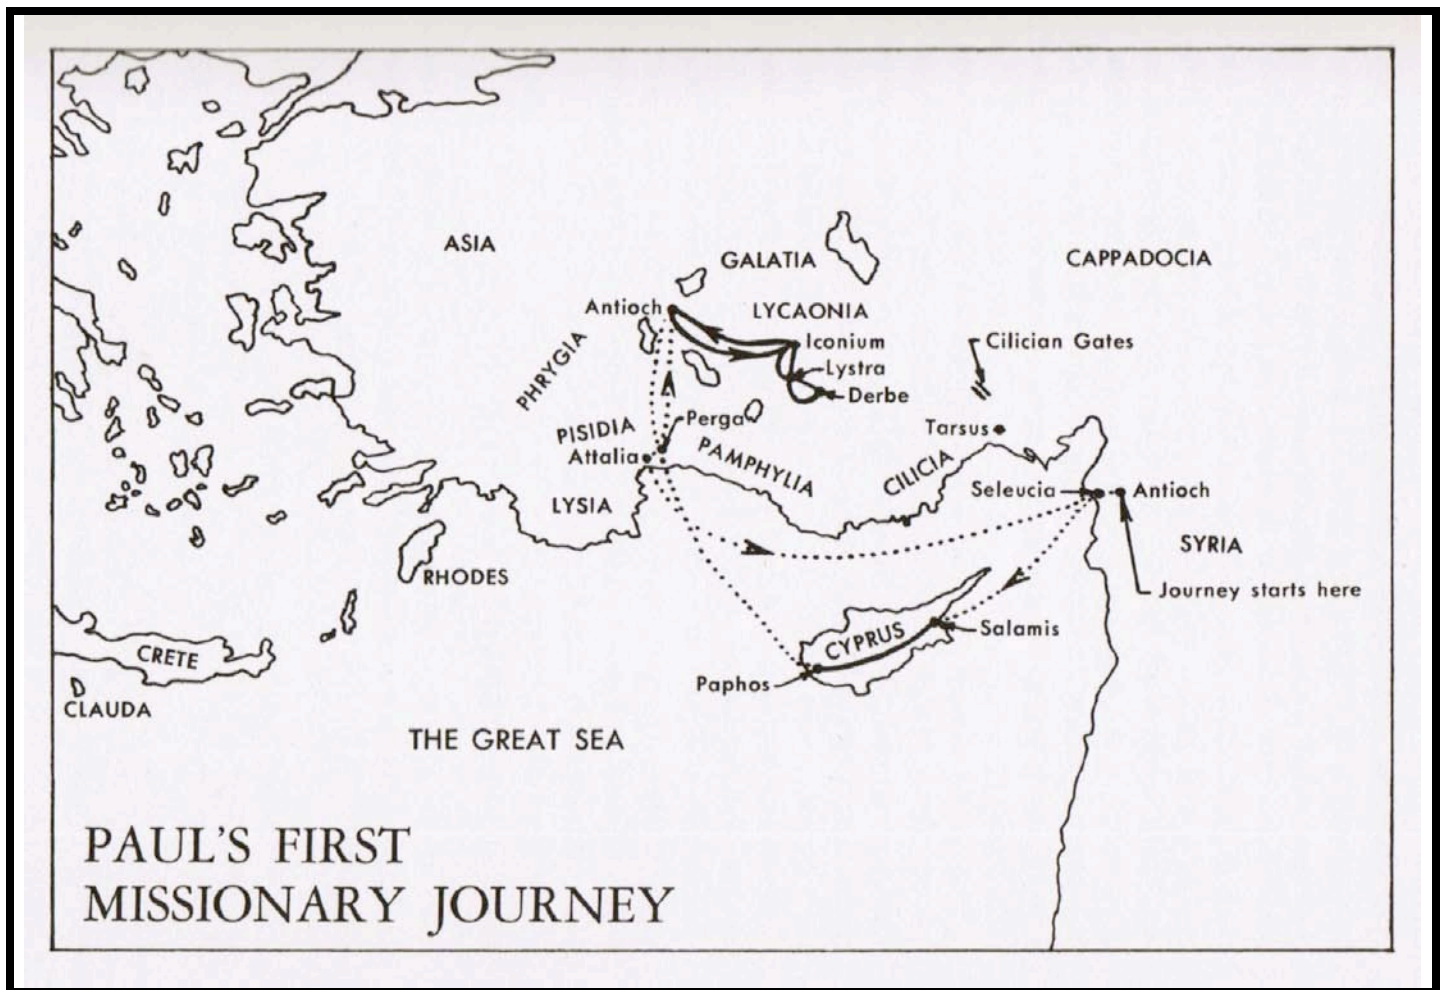 ASIA
GALATIA
CAPPADOCIA
Antioch
LYCAONIA
Iconium
Cilician Gates
PHRYGIA
Lystra
Derbe
PISIDIA
Perga
Tarsus
Attalia
PAMPHYLIA
CILICIA
LYSIA
Seleucia
Antioch
SYRIA
RHODES
Journey starts here
CYPRUS
Salamis
CRETE
Paphos
CLAUDA
THE GREAT SEA
PAUL'S FIRST
MISSIONARY JOURNEY